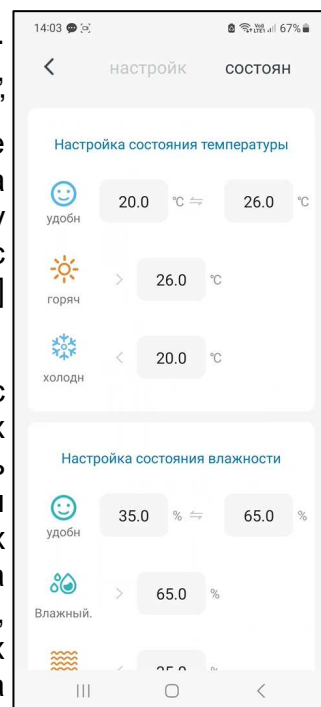 14:03 67%
настройк состоян
Настройка состояния температуры
20.0 °C ⇋ 26.0 °C
удобн
> 26.0 °C
горяч
< 20.0 °C
холодн
Настройка состояния влажности
35.0 % ⇋ 65.0 %
удобн
> 65.0 %
Влажный.